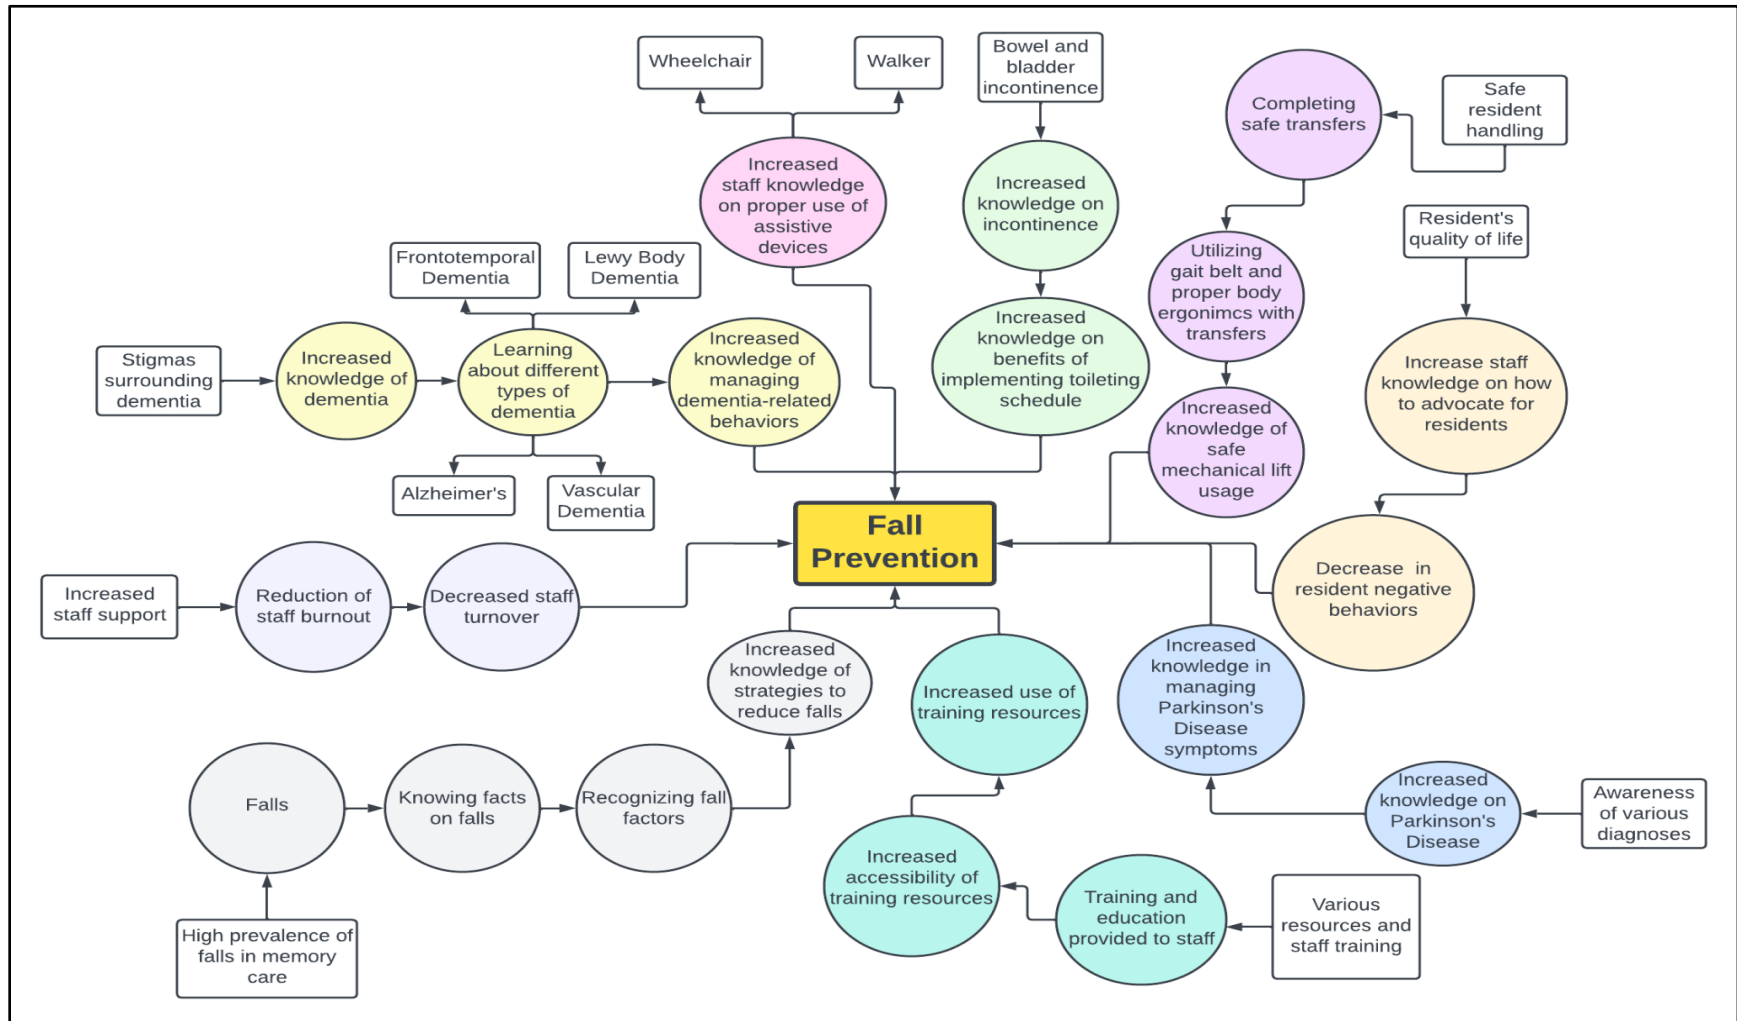 Wheelchair
Walker
Bowel and
bladder
incontinence
Completing
safe transfers
Safe
resident
handling
Increased
staff knowledge
on proper use of
assistive
devices
Increased
knowledge on
incontinence
Resident's
quality of life
Frontotemporal
Dementia
Lewy Body
Dementia
Utilizing
gait belt and
proper body
ergonimcs with
transfers
Stigmas
surrounding
dementia
Increased
knowledge of
dementia
Learning
about different
types of
dementia
Increased
knowledge of
managing
dementia-related
behaviors
Increased
knowledge on
benefits of
implementing toileting
schedule
Increase staff
knowledge on how
to advocate for
residents
Increased
knowledge of
safe
mechanical lift
usage
Alzheimer's
Vascular
Dementia
Fall
Prevention
Increased
staff support
Reduction of
staff burnout
Decreased staff
turnover
Decrease in
resident negative
behaviors
Increased
knowledge of
strategies to
reduce falls
Increased use of
training resources
Increased
knowledge in
managing
Parkinson's
Disease
symptoms
Falls
Knowing facts
on falls
Recognizing fall
factors
Increased
knowledge on
Parkinson's
Disease
Awareness
of various
diagnoses
Increased
accessibility of
training resources
Training and
education
provided to staff
Various
resources and
staff training
High prevalence of
falls in memory
care